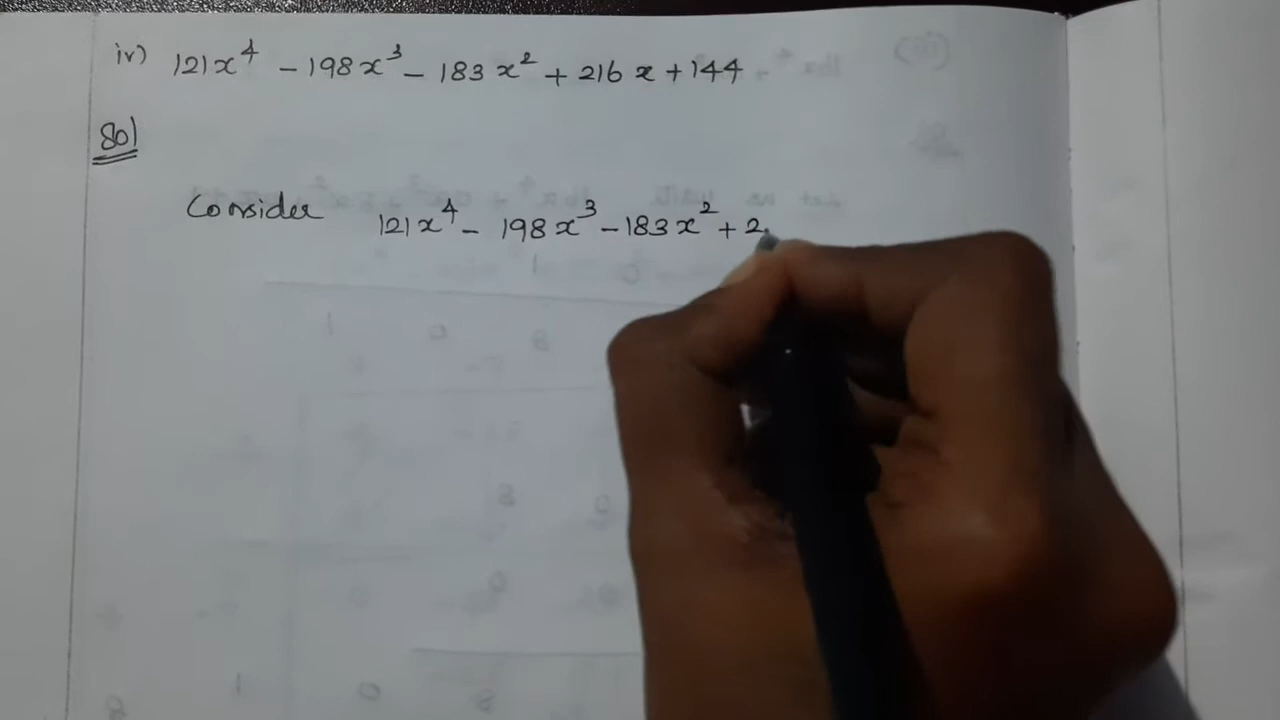 iv) 121x⁴ - 198x³ - 183x² + 216x + 144
Sol
Consider 121x⁴ - 198x³ - 183x² + 2